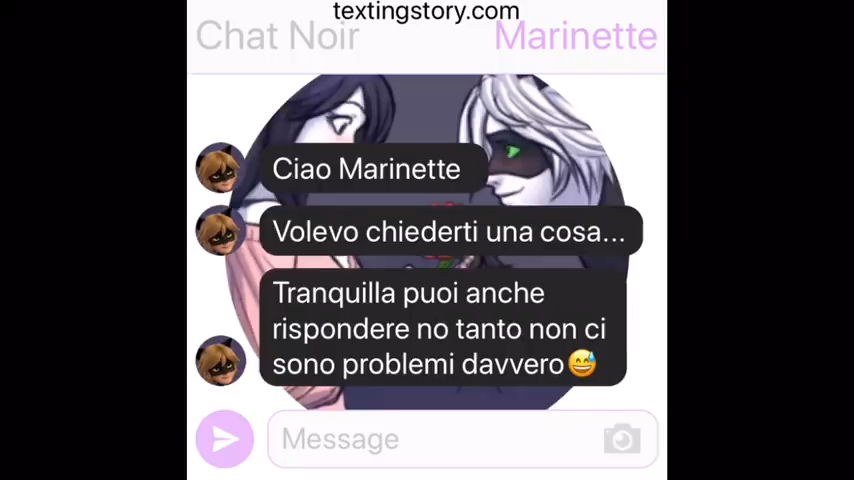 textingstory.com
Chat Noir
Marinette
Ciao Marinette
Volevo chiederti una cosa...
Tranquilla puoi anche
rispondere no tanto non ci
sono problemi davvero😅
Message